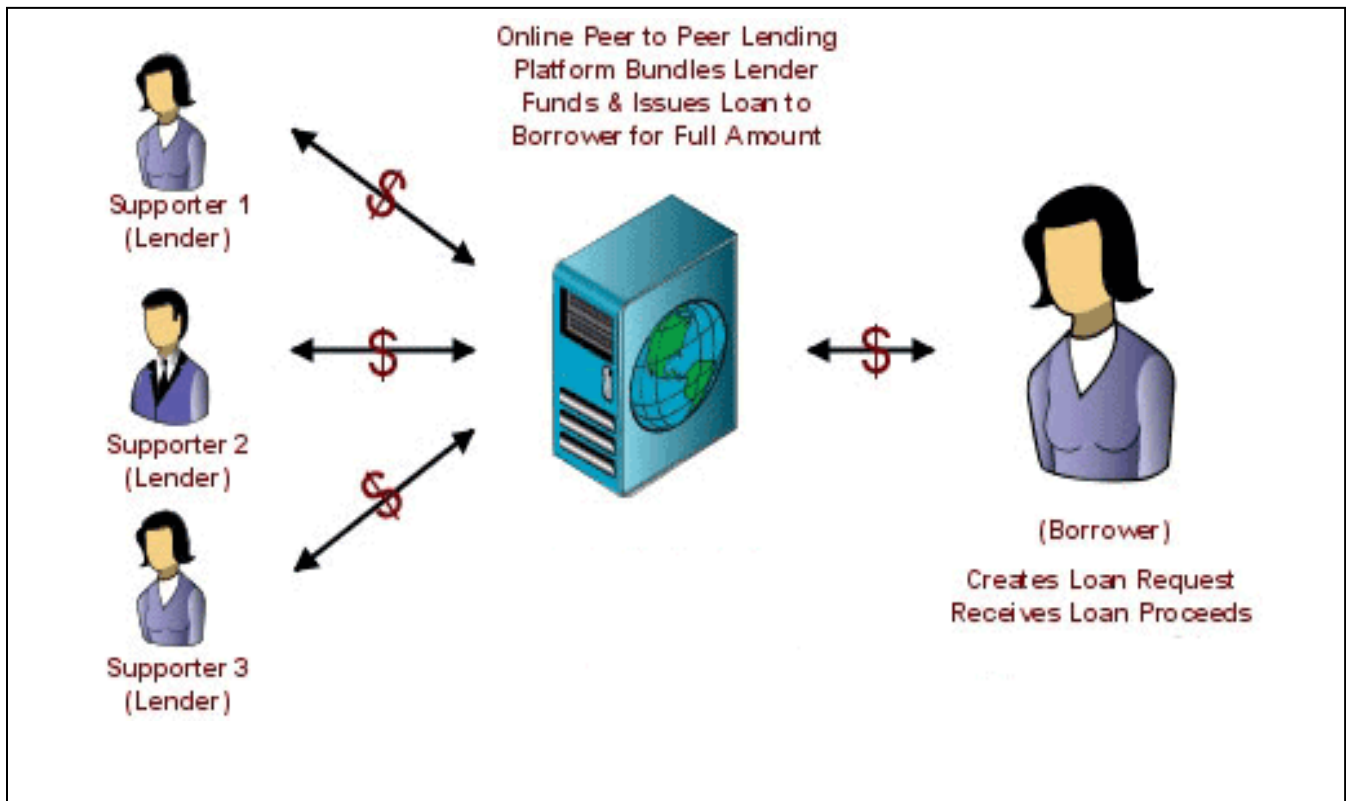 Online Peer to Peer Lending
Platform Bundles Lender
Funds & Issues Loan to
Borrower for Full Amount
Supporter 1
(Lender)
$
Supporter 2
(Lender)
$
$
Supporter 3
(Lender)
$
(Borrower)
Creates Loan Request
Receives Loan Proceeds